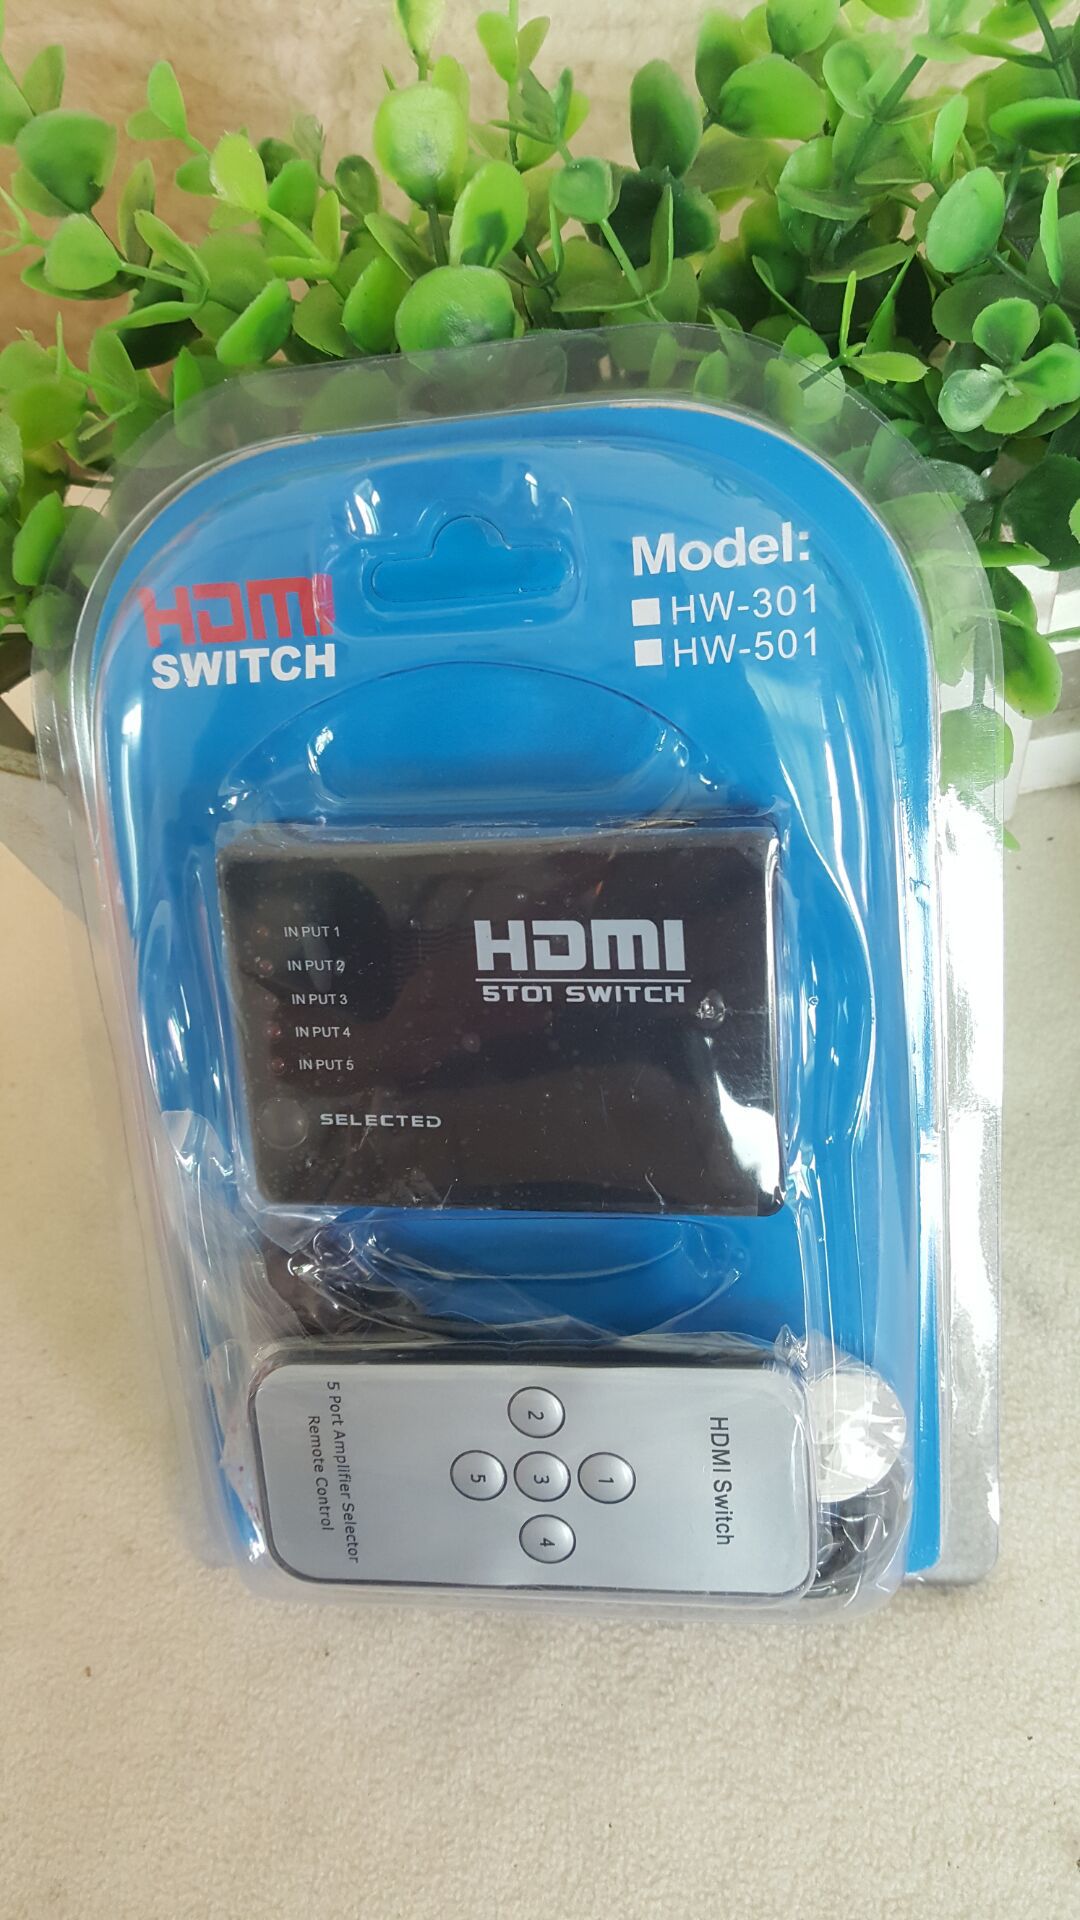 HDMI
SWITCH
Model:
HW-301
HW-501
IN PUT 1
IN PUT 2
IN PUT 3
IN PUT 4
IN PUT 5
SELECTED
HDMI
5TO1 SWITCH
HDMI Switch
1
2
3
4
5
5 Port Amplifier Selector
Remote Control